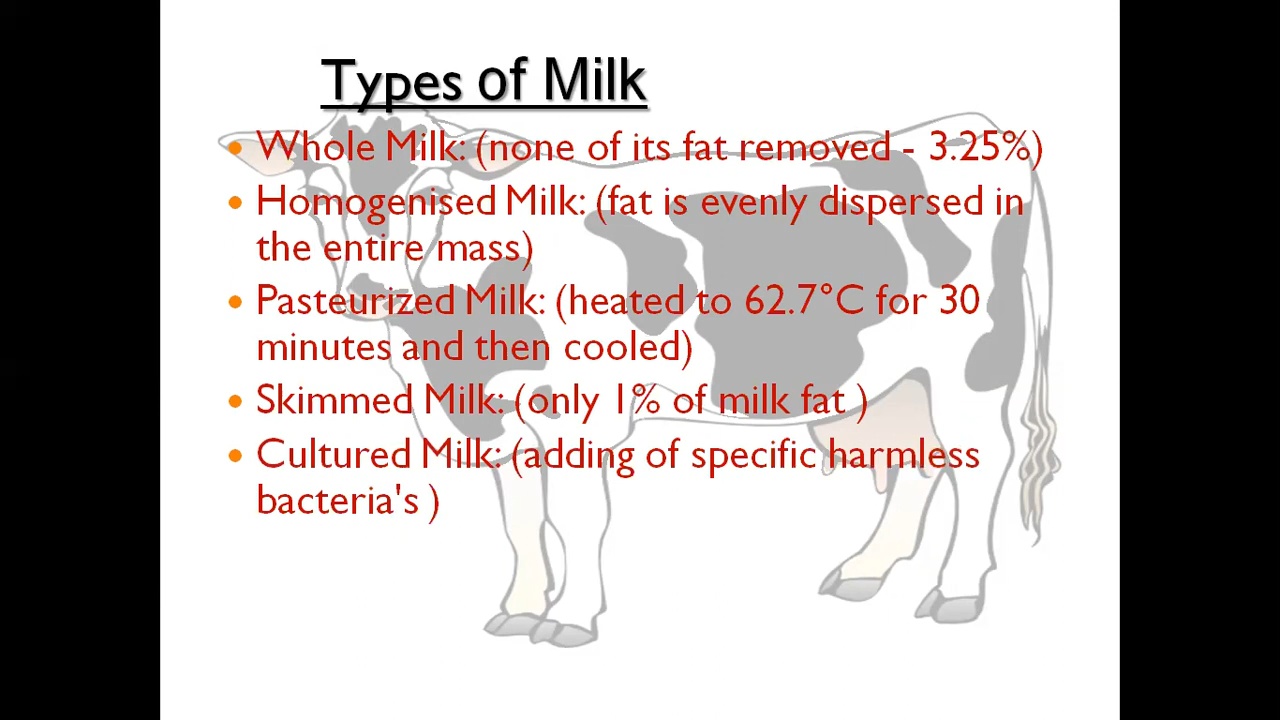 Types of Milk
• Whole Milk: (none of its fat removed - 3.25%)
• Homogenised Milk: (fat is evenly dispersed in
the entire mass)
• Pasteurized Milk: (heated to 62.7°C for 30
minutes and then cooled)
• Skimmed Milk: (only 1% of milk fat )
• Cultured Milk: (adding of specific harmless
bacteria's )